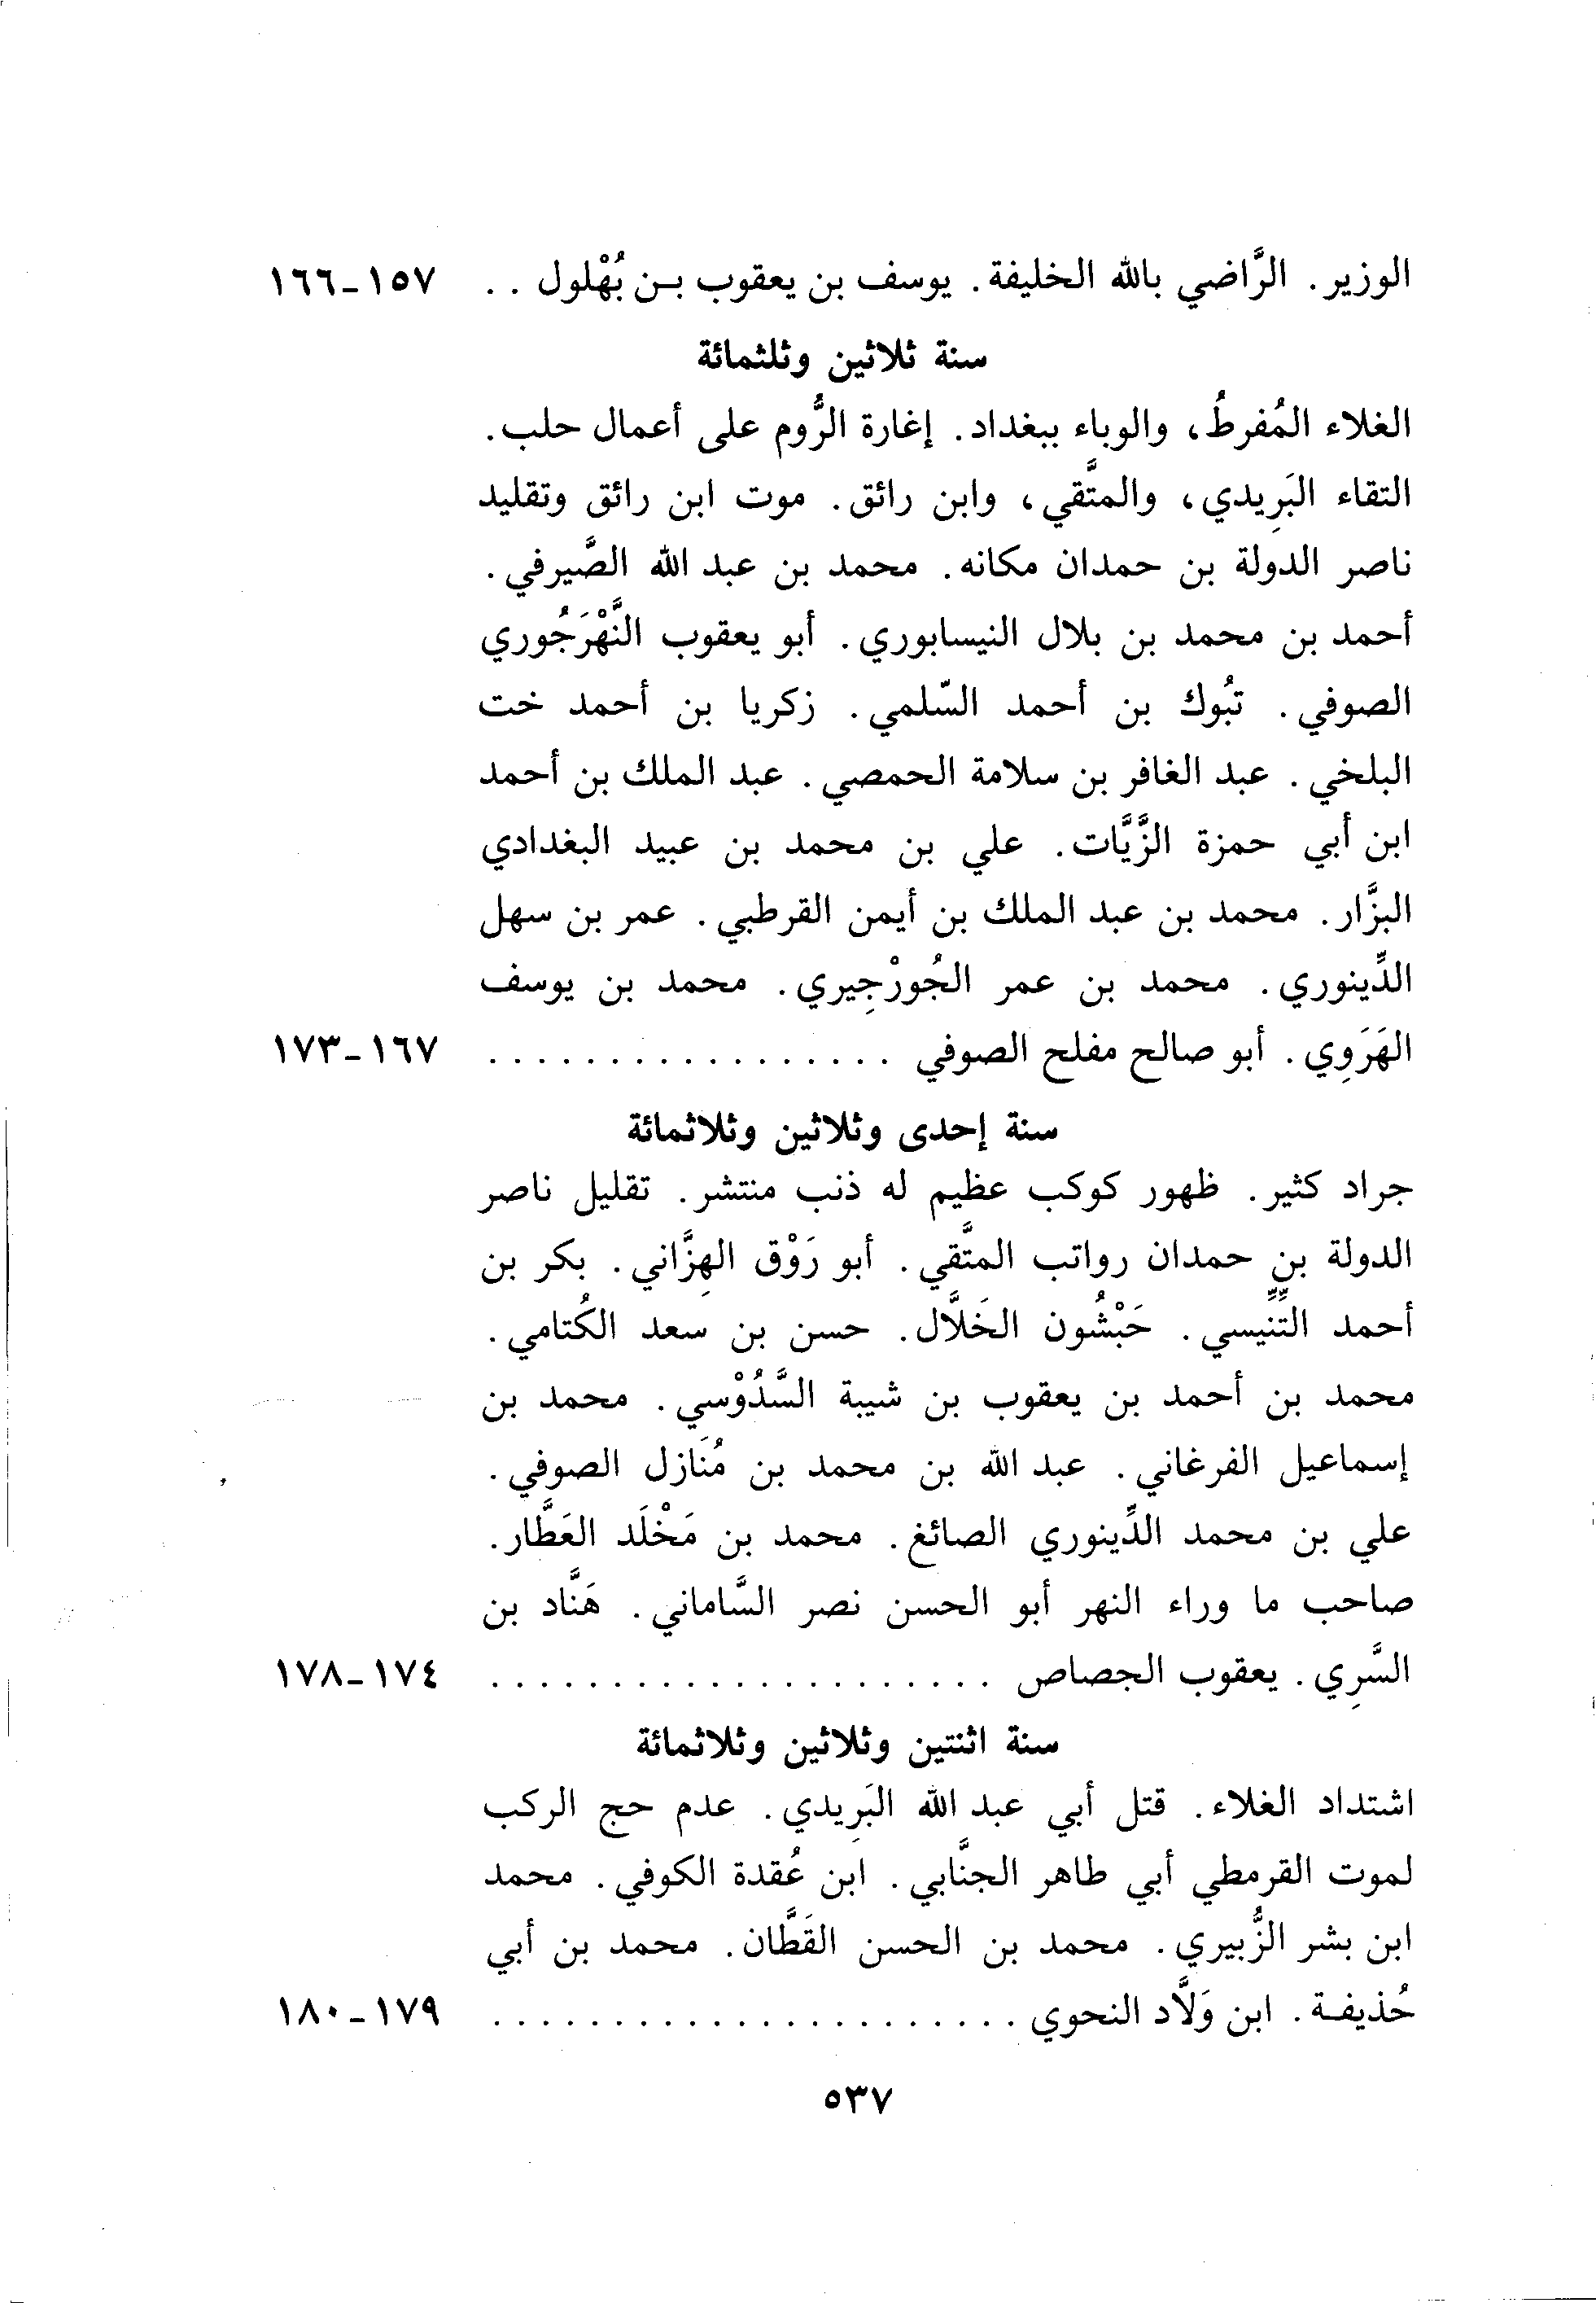 الوزير . الرَّاضي بالله الخليفة . يوسف بن يعقوب بـن بُهْلول . . ١٥٧ـ١٦٦
سنة ثلاثين وثلثمائة
الغلاء المُفرطُ، والوباء ببغداد . إغارة الرُّوم على أعمال حلب .
التقاء البَرِيدي، والمتَّقي، وابن رائق . موت ابن رائق وتقليد
ناصر الدولة بن حمدان مكانه . محمد بن عبد الله الصَّيرفي .
أحمد بن محمد بن بلال النيسابوري . أبو يعقوب النَّهْرَجُوري
الصوفي . تبُوك بن أحمد السّلمي . زكريا بن أحمد خت
البلخي . عبد الغافر بن سلامة الحمصي . عبد الملك بن أحمد
ابن أبي حمزة الزَّيَّات . علي بن محمد بن عبيد البغدادي
البزَّار . محمد بن عبد الملك بن أيمن القرطبي . عمر بن سهل
الدِّينوري . محمد بن عمر الجُورْجِيري . محمد بن يوسف
الهَرَوِي . أبو صالح مفلح الصوفي . . . . . . . . . . . . . . . . . ١٦٧ـ١٧٣
سنة إحدى وثلاثين وثلاثمائة
جراد كثير . ظهور كوكب عظيم له ذنب منتشر . تقليل ناصر
الدولة بن حمدان رواتب المتَّقي . أبو رَوْق الهِزَّاني . بكر بن
أحمد التِّنِّيسي . حَبْشُون الخَلَّال . حسن بن سعد الكُتامي .
محمد بن أحمد بن يعقوب بن شيبة السَّدُوْسي . محمد بن
إسماعيل الفرغاني . عبد الله بن محمد بن مُنَازل الصوفي .
علي بن محمد الدِّينوري الصائغ . محمد بن مَخْلَد العَطَّار .
صاحب ما وراء النهر أبو الحسن نصر السَّاماني . هَنَّاد بن
السَّرِي . يعقوب الجصاص . . . . . . . . . . . . . . . . . . . . . ١٧٤ـ١٧٨
سنة اثنتين وثلاثين وثلاثمائة
اشتداد الغلاء . قتل أبي عبد الله البَرِيدي . عدم حج الركب
لموت القرمطي أبي طاهر الجنَّابي . ابن عُقدة الكوفي . محمد
ابن بشر الزُّبيري . محمد بن الحسن القَطَّان . محمد بن أبي
حُذيفـة . ابن وَلَّاد النحوي . . . . . . . . . . . . . . . . . . . . . . ١٧٩ـ١٨٠
٥٣٧